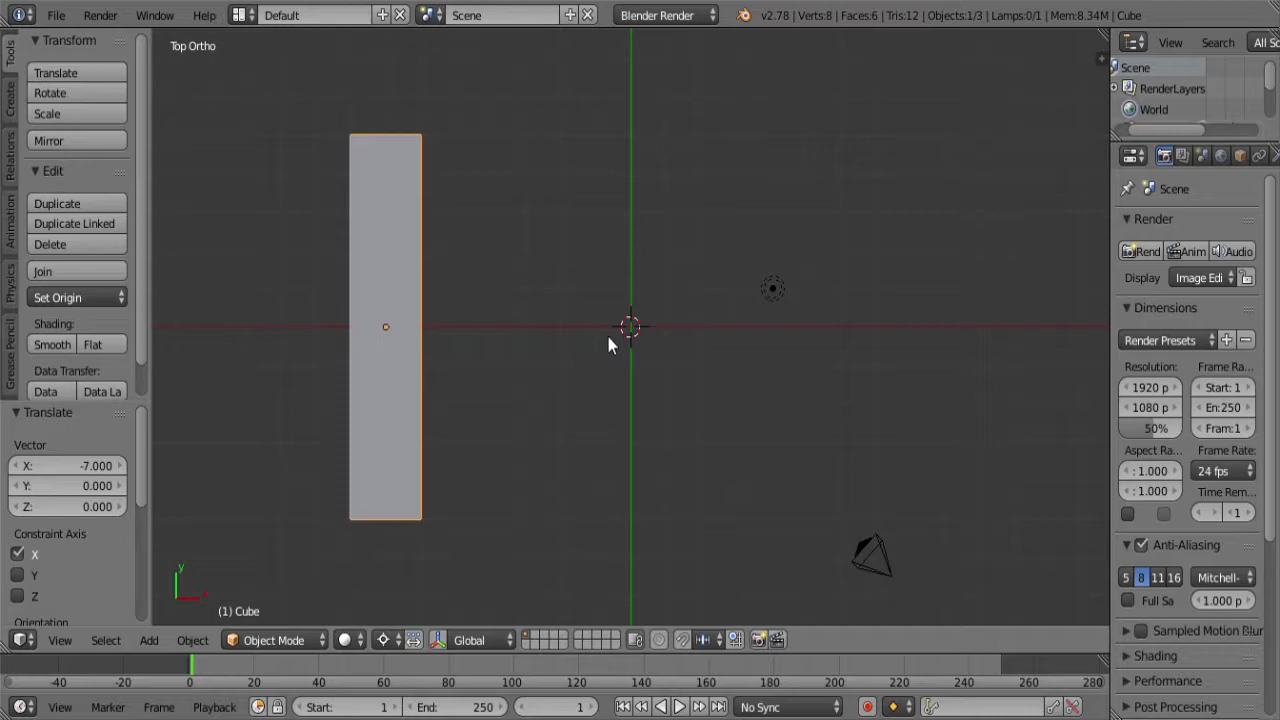 File Render Window Help Default Scene Blender Render v2.78 | Verts:8 | Faces:6 | Tris:12 | Objects:1/3 | Lamps:0/1 | Mem:8.34M | Cube
Tools
Create
Relations
Animation
Physics
Grease Pencil
Transform
Translate
Rotate
Scale
Mirror
Edit
Duplicate
Duplicate Linked
Delete
Join
Set Origin
Shading:
Smooth Flat
Data Transfer:
Data Data La
Translate
Vector
X: -7.000
Y: 0.000
Z: 0.000
Constraint Axis
X
Y
Z
Orientation
Top Ortho
y
(1) Cube
View Select Add Object Object Mode Global
-40 -20 0 20 40 60 80 100 120 140 160 180 200 220 240 260 280
View Marker Frame Playback Start: 1 End: 250 1 No Sync
View Search All Sc
Scene
RenderLayers
World
Scene
Render
Rend Anim Audio
Display Image Edi
Dimensions
Render Presets
Resolution: Frame Ra...
1920 p Start: 1
1080 p En:250
50% Fram:1
Aspect Ra... Frame Rate:
: 1.000 24 fps
: 1.000 Time Rem...
1
Anti-Aliasing
5 8 11 16 Mitchell-
Full Sa 1.000 p
Sampled Motion Blur
Shading
Performance
Post Processing